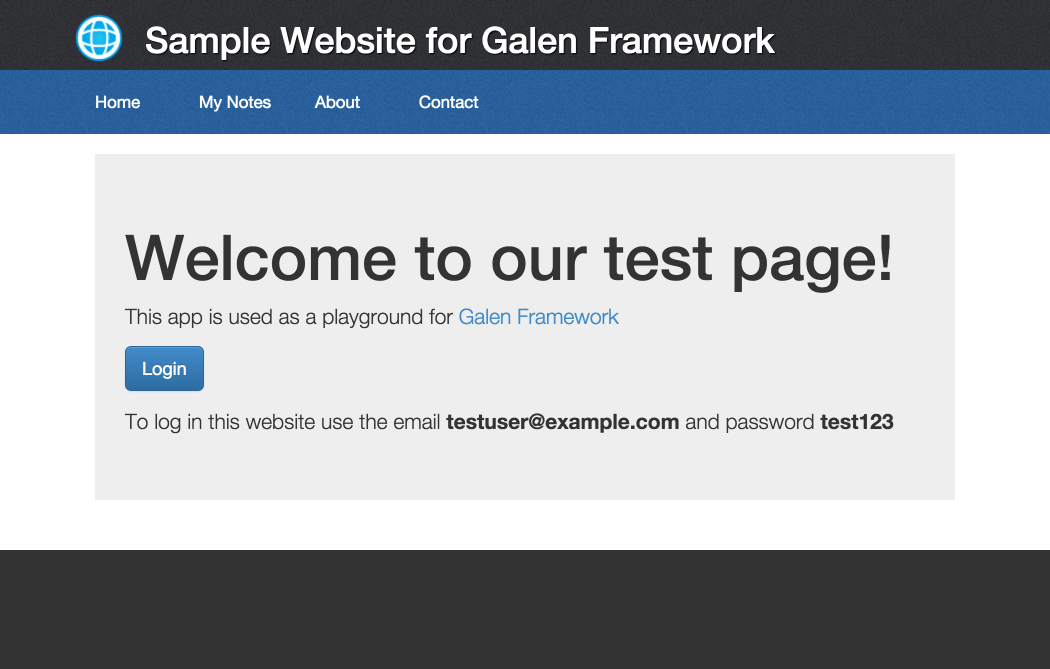 Sample Website for Galen Framework
Home My Notes About Contact
Welcome to our test page!
This app is used as a playground for Galen Framework
Login
To log in this website use the email testuser@example.com and password test123